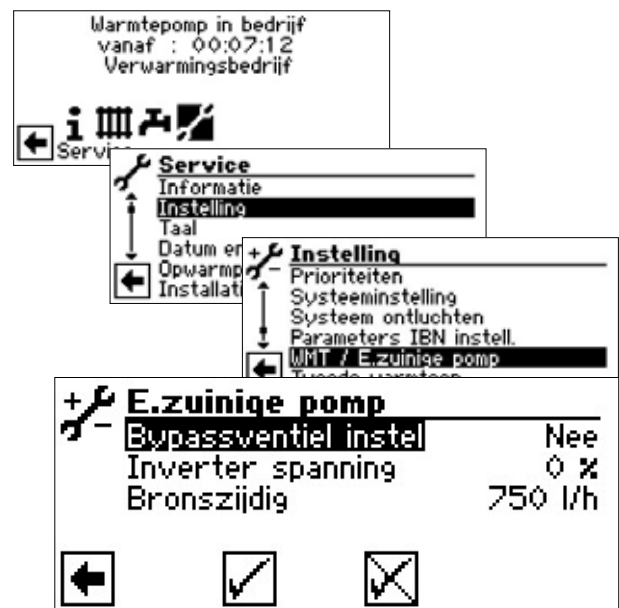 Warmtepomp in bedrijf
vanaf : 00:07:12
Verwarmingsbedrijf
Service
Informatie
Instelling
Taal
Datum en
Opwarmp
Installati
Instelling
Prioriteiten
Systeeminstelling
Systeem ontluchten
Parameters IBN instell.
WMT / E.zuinige pomp
E.zuinige pomp
Bypassventiel instel Nee
Inverter spanning 0 %
Bronszijdig 750 l/h